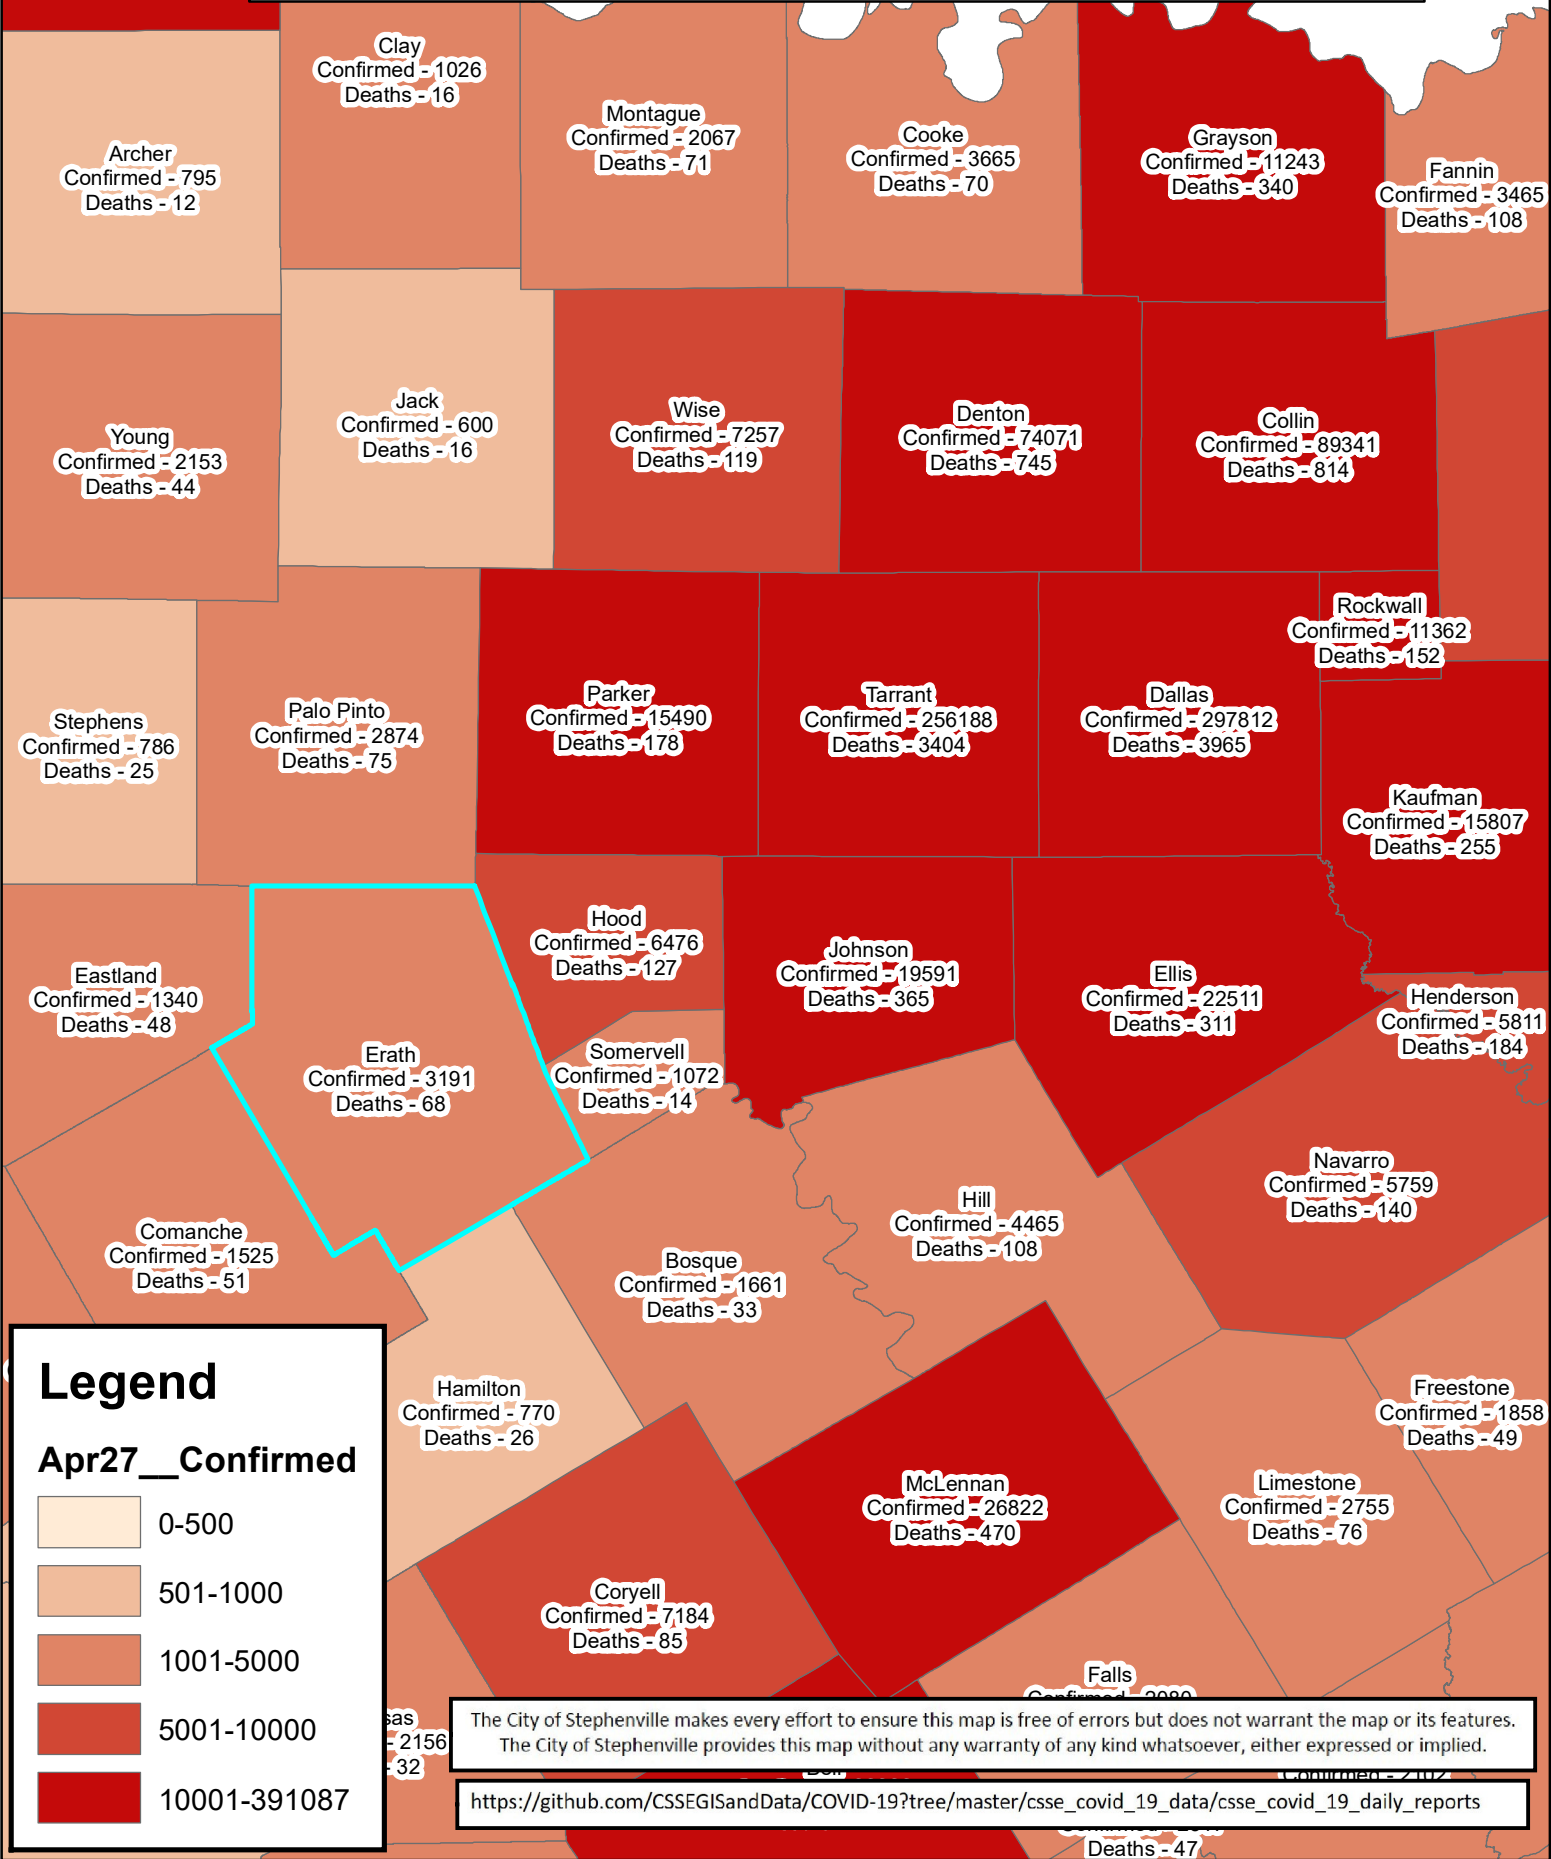 Clay
Confirmed - 1026
Deaths - 16
Montague
Confirmed - 2067
Deaths - 71
Cooke
Confirmed - 3665
Deaths - 70
Grayson
Confirmed - 11243
Deaths - 340
Archer
Confirmed - 795
Deaths - 12
Fannin
Confirmed - 3465
Deaths - 108
Jack
Confirmed - 600
Deaths - 16
Wise
Confirmed - 7257
Deaths - 119
Denton
Confirmed - 74071
Deaths - 745
Collin
Confirmed - 89341
Deaths - 814
Young
Confirmed - 2153
Deaths - 44
Rockwall
Confirmed - 11362
Deaths - 152
Stephens
Confirmed - 786
Deaths - 25
Palo Pinto
Confirmed - 2874
Deaths - 75
Parker
Confirmed - 15490
Deaths - 178
Tarrant
Confirmed - 256188
Deaths - 3404
Dallas
Confirmed - 297812
Deaths - 3965
Kaufman
Confirmed - 15807
Deaths - 255
Hood
Confirmed - 6476
Deaths - 127
Johnson
Confirmed - 19591
Deaths - 365
Ellis
Confirmed - 22511
Deaths - 311
Henderson
Confirmed - 5811
Deaths - 184
Eastland
Confirmed - 1340
Deaths - 48
Erath
Confirmed - 3191
Deaths - 68
Somervell
Confirmed - 1072
Deaths - 14
Navarro
Confirmed - 5759
Deaths - 140
Hill
Confirmed - 4465
Deaths - 108
Comanche
Confirmed - 1525
Deaths - 51
Bosque
Confirmed - 1661
Deaths - 33
Hamilton
Confirmed - 770
Deaths - 26
Freestone
Confirmed - 1858
Deaths - 49
McLennan
Confirmed - 26822
Deaths - 470
Limestone
Confirmed - 2755
Deaths - 76
Coryell
Confirmed - 7184
Deaths - 85
Falls
sas
- 2156
- 32
Deaths - 47
Legend
Apr27__Confirmed
0-500
501-1000
1001-5000
5001-10000
10001-391087
The City of Stephenville makes every effort to ensure this map is free of errors but does not warrant the map or its features.
The City of Stephenville provides this map without any warranty of any kind whatsoever, either expressed or implied.
https://github.com/CSSEGISandData/COVID-19?tree/master/csse_covid_19_data/csse_covid_19_daily_reports